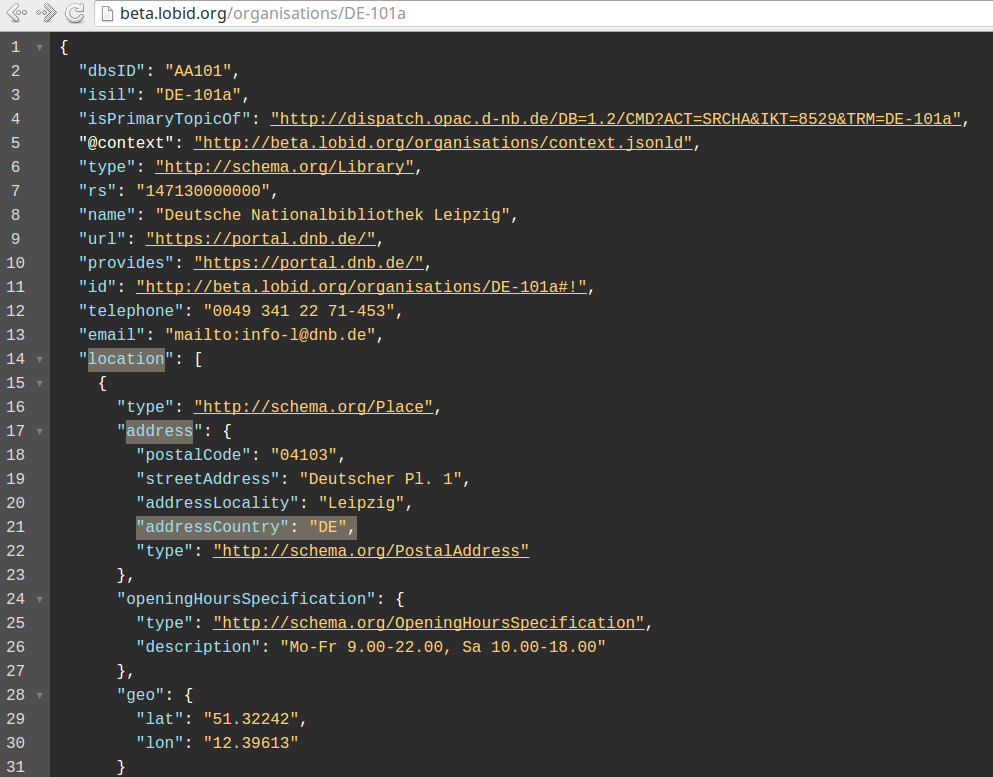 beta.lobid.org/organisations/DE-101a
1 {
2 "dbsID": "AA101",
3 "isil": "DE-101a",
4 "isPrimaryTopicOf": "http://dispatch.opac.d-nb.de/DB=1.2/CMD?ACT=SRCHA&IKT=8529&TRM=DE-101a",
5 "@context": "http://beta.lobid.org/organisations/context.jsonld",
6 "type": "http://schema.org/Library",
7 "rs": "147130000000",
8 "name": "Deutsche Nationalbibliothek Leipzig",
9 "url": "https://portal.dnb.de/",
10 "provides": "https://portal.dnb.de/",
11 "id": "http://beta.lobid.org/organisations/DE-101a#!",
12 "telephone": "0049 341 22 71-453",
13 "email": "mailto:info-l@dnb.de",
14 "location": [
15 {
16 "type": "http://schema.org/Place",
17 "address": {
18 "postalCode": "04103",
19 "streetAddress": "Deutscher Pl. 1",
20 "addressLocality": "Leipzig",
21 "addressCountry": "DE",
22 "type": "http://schema.org/PostalAddress"
23 },
24 "openingHoursSpecification": {
25 "type": "http://schema.org/OpeningHoursSpecification",
26 "description": "Mo-Fr 9.00-22.00, Sa 10.00-18.00"
27 },
28 "geo": {
29 "lat": "51.32242",
30 "lon": "12.39613"
31 }